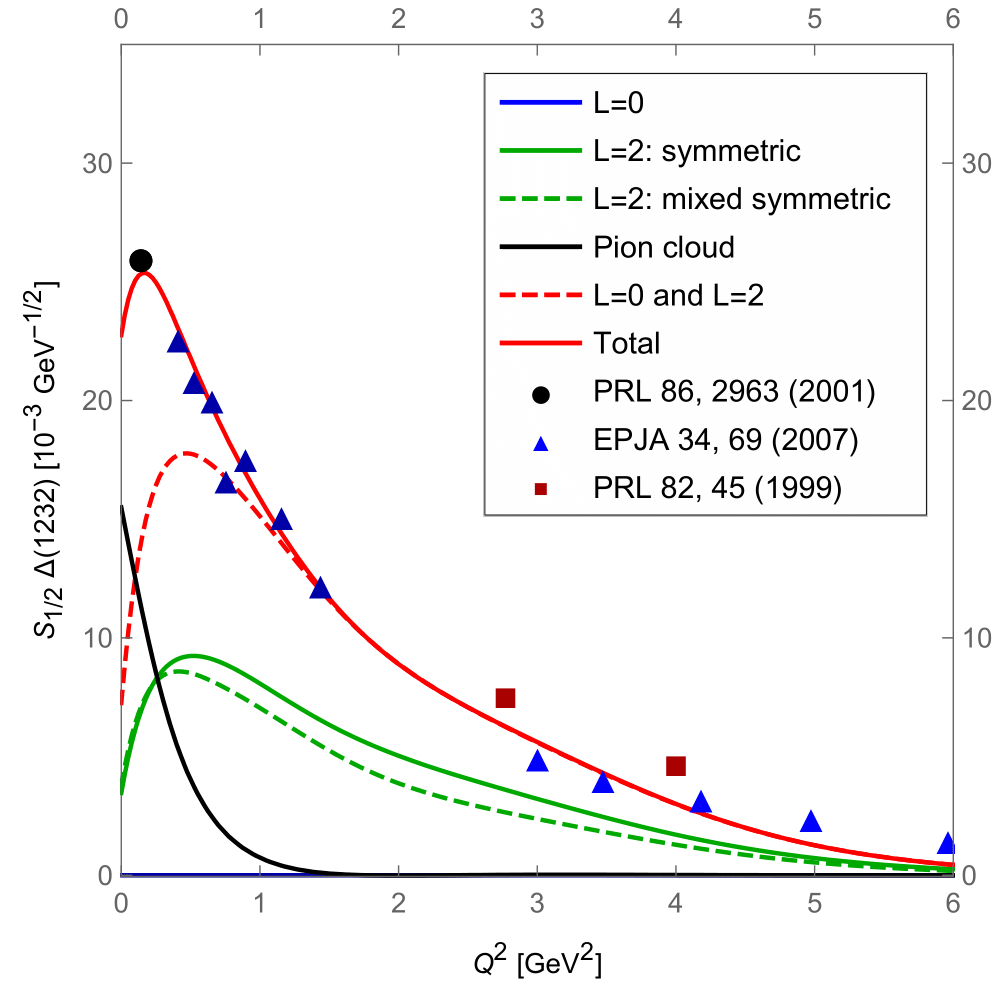 0 1 2 3 4 5 6
L=0
L=2: symmetric
L=2: mixed symmetric
Pion cloud
L=0 and L=2
Total
PRL 86, 2963 (2001)
EPJA 34, 69 (2007)
PRL 82, 45 (1999)
30 30
20 20
10 10
0 0
S1/2 Δ(1232) [10−3 GeV−1/2]
0 1 2 3 4 5 6
Q2 [GeV2]